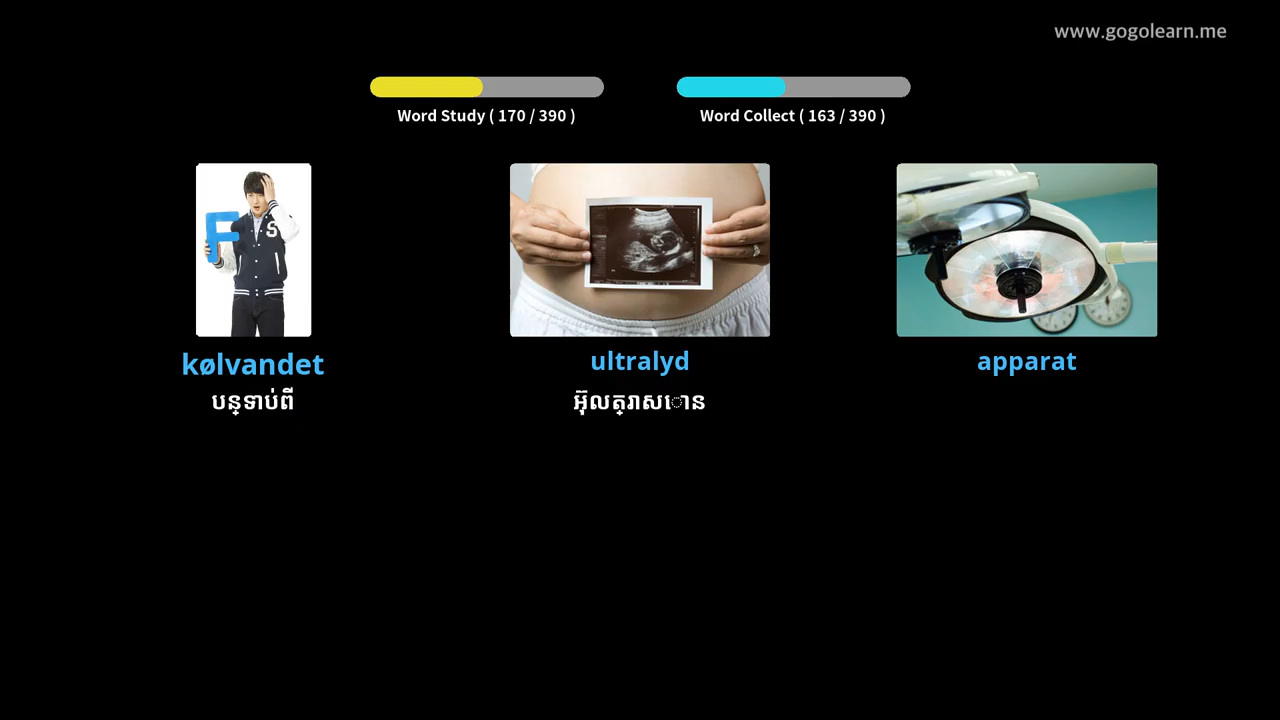 www.gogolearn.me
Word Study ( 170 / 390 )
Word Collect ( 163 / 390 )
F
S
kølvandet
ultralyd
apparat
បន្ទាប់ពី
អ៊ុលត្រាសោន